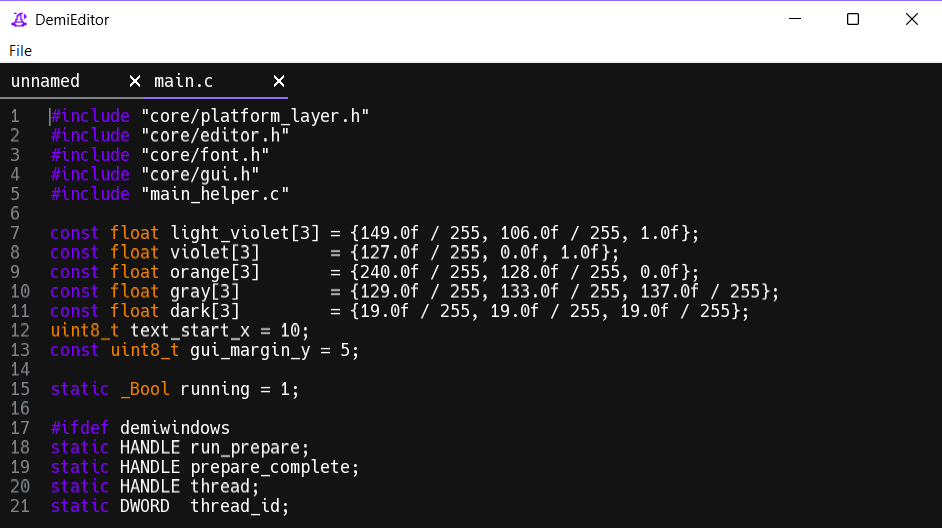 DemiEditor
File
unnamed × main.c ×
1 #include "core/platform_layer.h"
2 #include "core/editor.h"
3 #include "core/font.h"
4 #include "core/gui.h"
5 #include "main_helper.c"
6
7 const float light_violet[3] = {149.0f / 255, 106.0f / 255, 1.0f};
8 const float violet[3]       = {127.0f / 255, 0.0f, 1.0f};
9 const float orange[3]       = {240.0f / 255, 128.0f / 255, 0.0f};
10 const float gray[3]         = {129.0f / 255, 133.0f / 255, 137.0f / 255};
11 const float dark[3]         = {19.0f / 255, 19.0f / 255, 19.0f / 255};
12 uint8_t text_start_x = 10;
13 const uint8_t gui_margin_y = 5;
14
15 static _Bool running = 1;
16
17 #ifdef demiwindows
18 static HANDLE run_prepare;
19 static HANDLE prepare_complete;
20 static HANDLE thread;
21 static DWORD  thread_id;